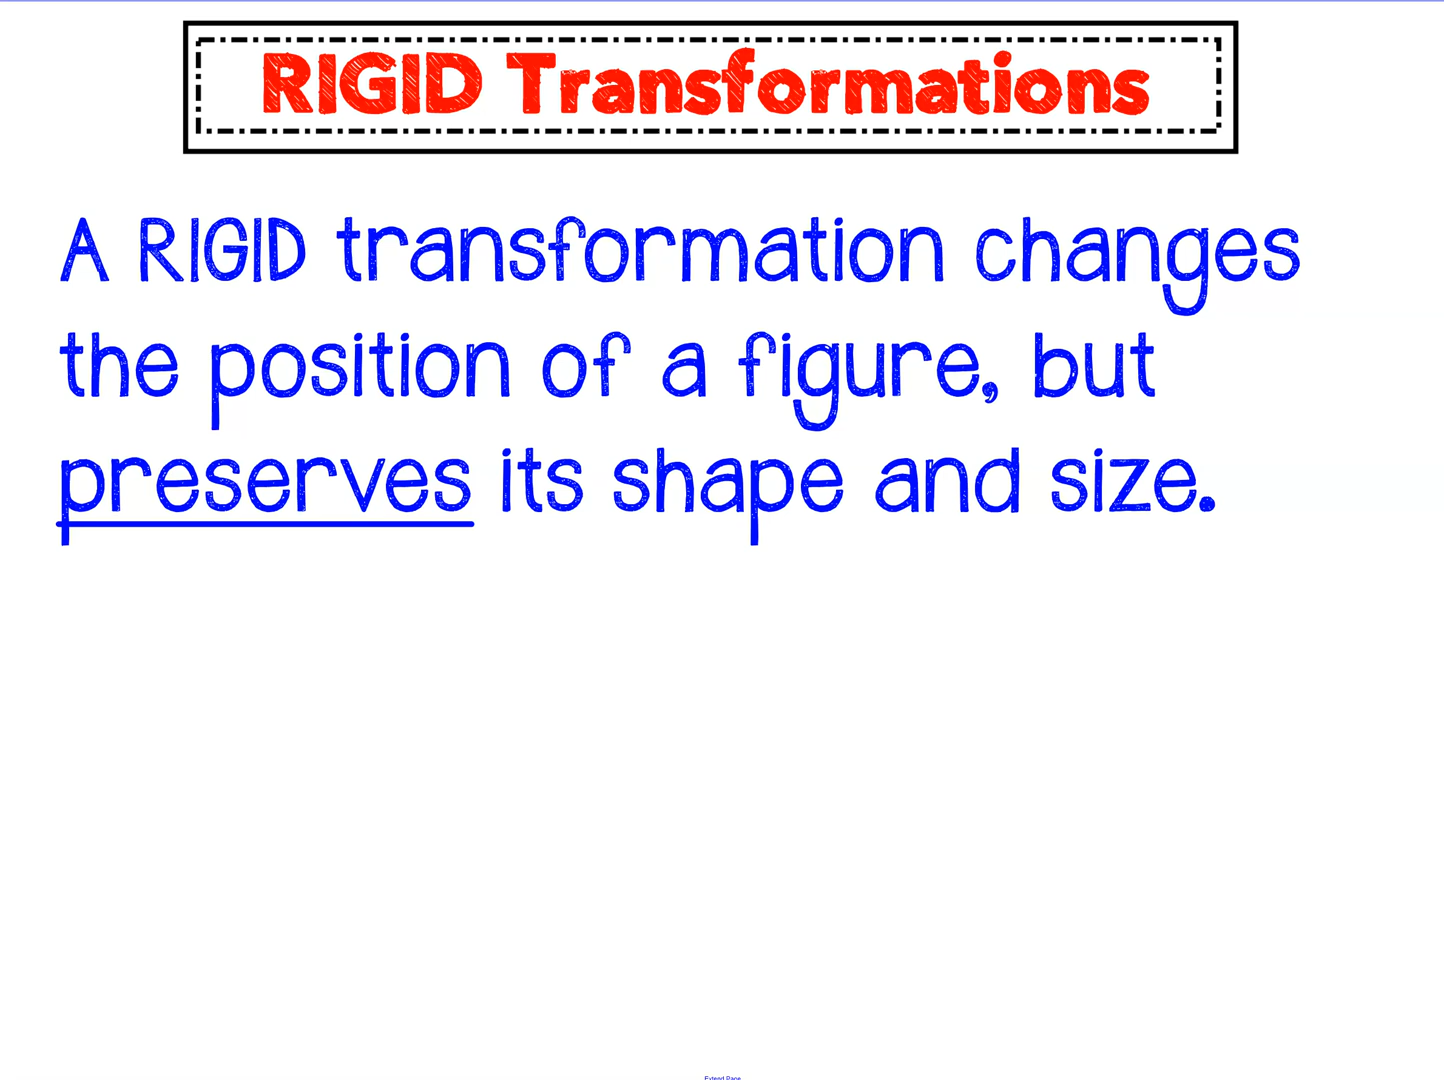 RIGID Transformations
A RIGID transformation changes
the position of a figure, but
preserves its shape and size.
Extend Page